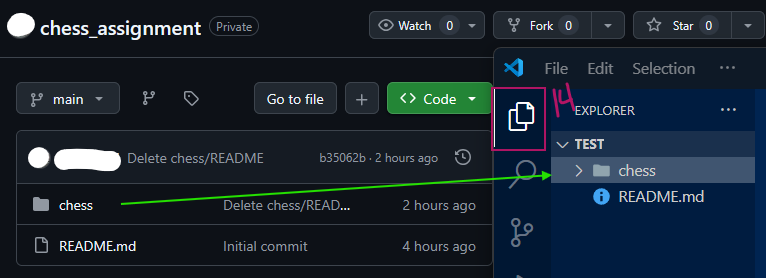 chess_assignment Private
Watch 0
Fork 0
Star 0
main
Go to file
Code
Delete chess/README b35062b · 2 hours ago
chess Delete chess/READ... 2 hours ago
README.md Initial commit 4 hours ago
File Edit Selection ...
14
EXPLORER ...
TEST
chess
README.md